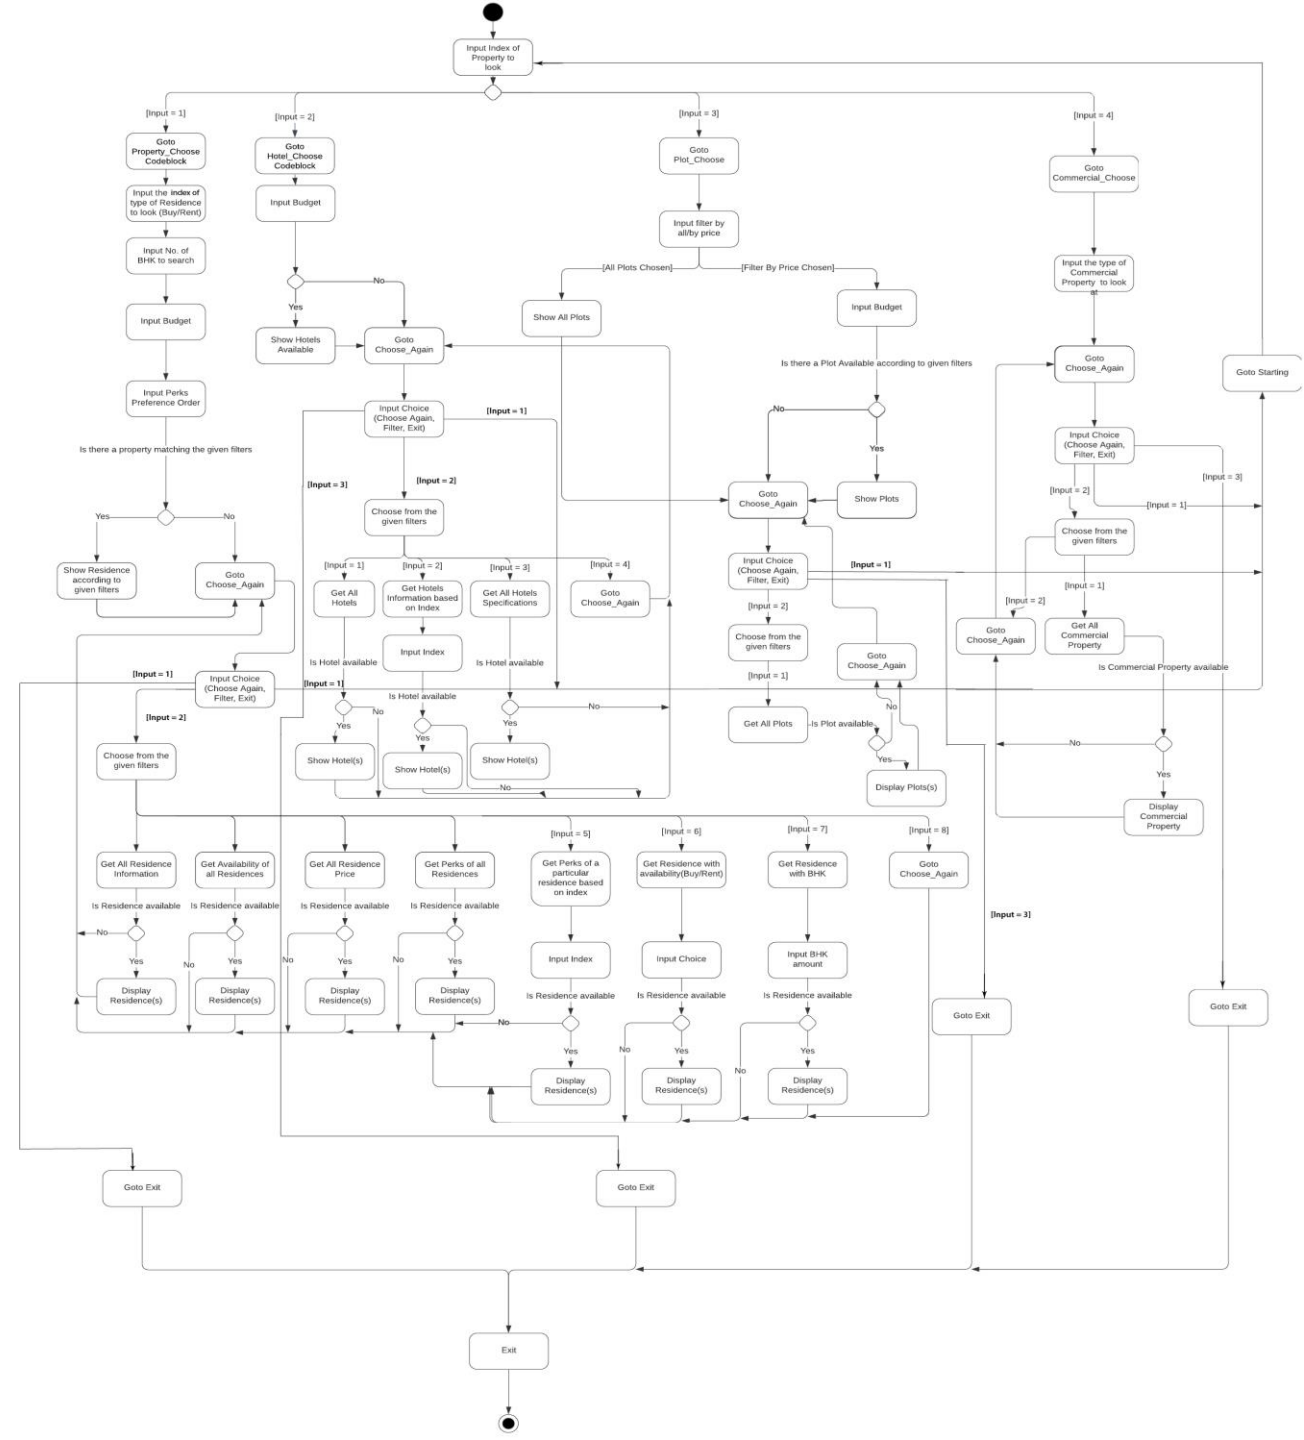 Input Index of
Property to
look
[Input = 1]
[Input = 2]
[Input = 3]
[Input = 4]
Goto
Property_Choose
Codeblock
Goto
Hotel_Choose
Codeblock
Goto
Plot_Choose
Goto
Commercial_Choose
Input the index of
type of Residence
to look (Buy/Rent)
Input Budget
Input filter by
all/by price
Input No. of
BHK to search
Input the type of
Commercial
Property to look
at
[All Plots Chosen]
[Filter By Price Chosen]
No
Yes
Input Budget
Show All Plots
Input Budget
Show Hotels
Available
Goto
Choose_Again
Is there a Plot Available according to given filters
Goto
Choose_Again
Goto Starting
Input Perks
Preference Order
Input Choice
(Choose Again,
Filter, Exit)
[Input = 1]
No
Yes
Is there a property matching the given filters
Input Choice
(Choose Again,
Filter, Exit)
[Input = 3]
[Input = 3]
[Input = 2]
[Input = 2]
[Input = 1]
Goto
Choose_Again
Show Plots
Choose from the
given filters
Choose from the
given filters
Yes
No
Show Residence
according to
given filters
Goto
Choose_Again
[Input = 1]
[Input = 2]
[Input = 3]
[Input = 4]
Input Choice
(Choose Again,
Filter, Exit)
[Input = 1]
[Input = 1]
[Input = 2]
Get All
Hotels
Get Hotels
Information based
on Index
Get All Hotels
Specifications
Goto
Choose_Again
[Input = 2]
Goto
Choose_Again
Get All
Commercial
Property
Choose from the
given filters
Input Index
Goto
Choose_Again
Is Hotel available
Is Hotel available
Is Commercial Property available
[Input = 1]
Input Choice
(Choose Again,
Filter, Exit)
[Input = 1]
[Input = 1]
Is Hotel available
[Input = 2]
No
Yes
Yes
No
Get All Plots
Is Plot available
No
Yes
Yes
No
Choose from the
given filters
Show Hotel(s)
Show Hotel(s)
Show Hotel(s)
No
Display Plots(s)
Yes
Display
Commercial
Property
[Input = 5]
[Input = 6]
[Input = 7]
[Input = 8]
Get All Residence
Information
Get Availability of
all Residences
Get All Residence
Price
Get Perks of all
Residences
Get Perks of a
particular
residence based
on index
Get Residence with
availability(Buy/Rent)
Get Residence
with BHK
Goto
Choose_Again
Is Residence available
Is Residence available
Is Residence available
Is Residence available
[Input = 3]
No
Yes
No
Yes
No
Yes
No
Yes
Input Index
Input Choice
Input BHK
amount
Display
Residence(s)
Display
Residence(s)
Display
Residence(s)
Display
Residence(s)
Is Residence available
Is Residence available
Is Residence available
Goto Exit
Goto Exit
No
Yes
No
Yes
No
Yes
Display
Residence(s)
Display
Residence(s)
Display
Residence(s)
Goto Exit
Goto Exit
Exit